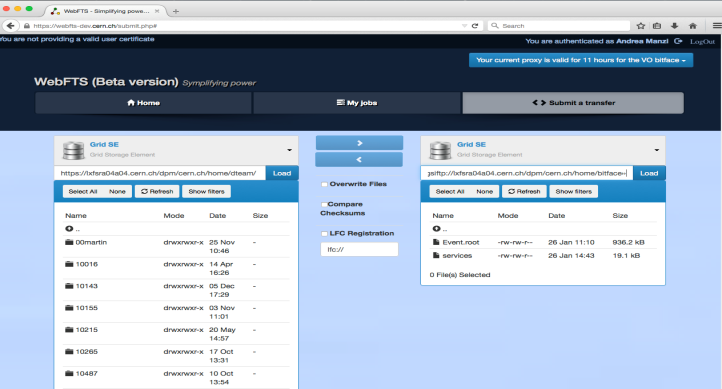 WebFTS - Simplifying powe...
https://webfts-dev.cern.ch/submit.php#
Search
You are not providing a valid user certificate
You are authenticated as Andrea Manzi LogOut
Your current proxy is valid for 11 hours for the VO bitface
WebFTS (Beta version) Symplifying power
Home
My jobs
Submit a transfer
Grid SE
Grid Storage Element
https://lxfsra04a04.cern.ch/dpm/cern.ch/home/dteam/
Load
Select All None Refresh Show filters
Name Mode Date Size
..
00martin drwxrwxr-x 25 Nov 10:46 -
10016 drwxrwxr-x 14 Apr 16:26 -
10143 drwxrwxr-x 05 Dec 17:29 -
10155 drwxrwxr-x 03 Nov 11:01 -
10215 drwxrwxr-x 20 May 14:57 -
10265 drwxrwxr-x 17 Oct 13:31 -
10487 drwxrwxr-x 10 Oct 13:54 -
Overwrite Files
Compare
Checksums
LFC Registration
lfc://
Grid SE
Grid Storage Element
gsiftp://lxfsra04a04.cern.ch/dpm/cern.ch/home/bitface
Load
Select All None Refresh Show filters
Name Mode Date Size
..
Event.root -rw-rw-r-- 26 Jan 11:10 936.2 kB
services -rw-rw-r-- 26 Jan 14:43 19.1 kB
0 File(s) Selected